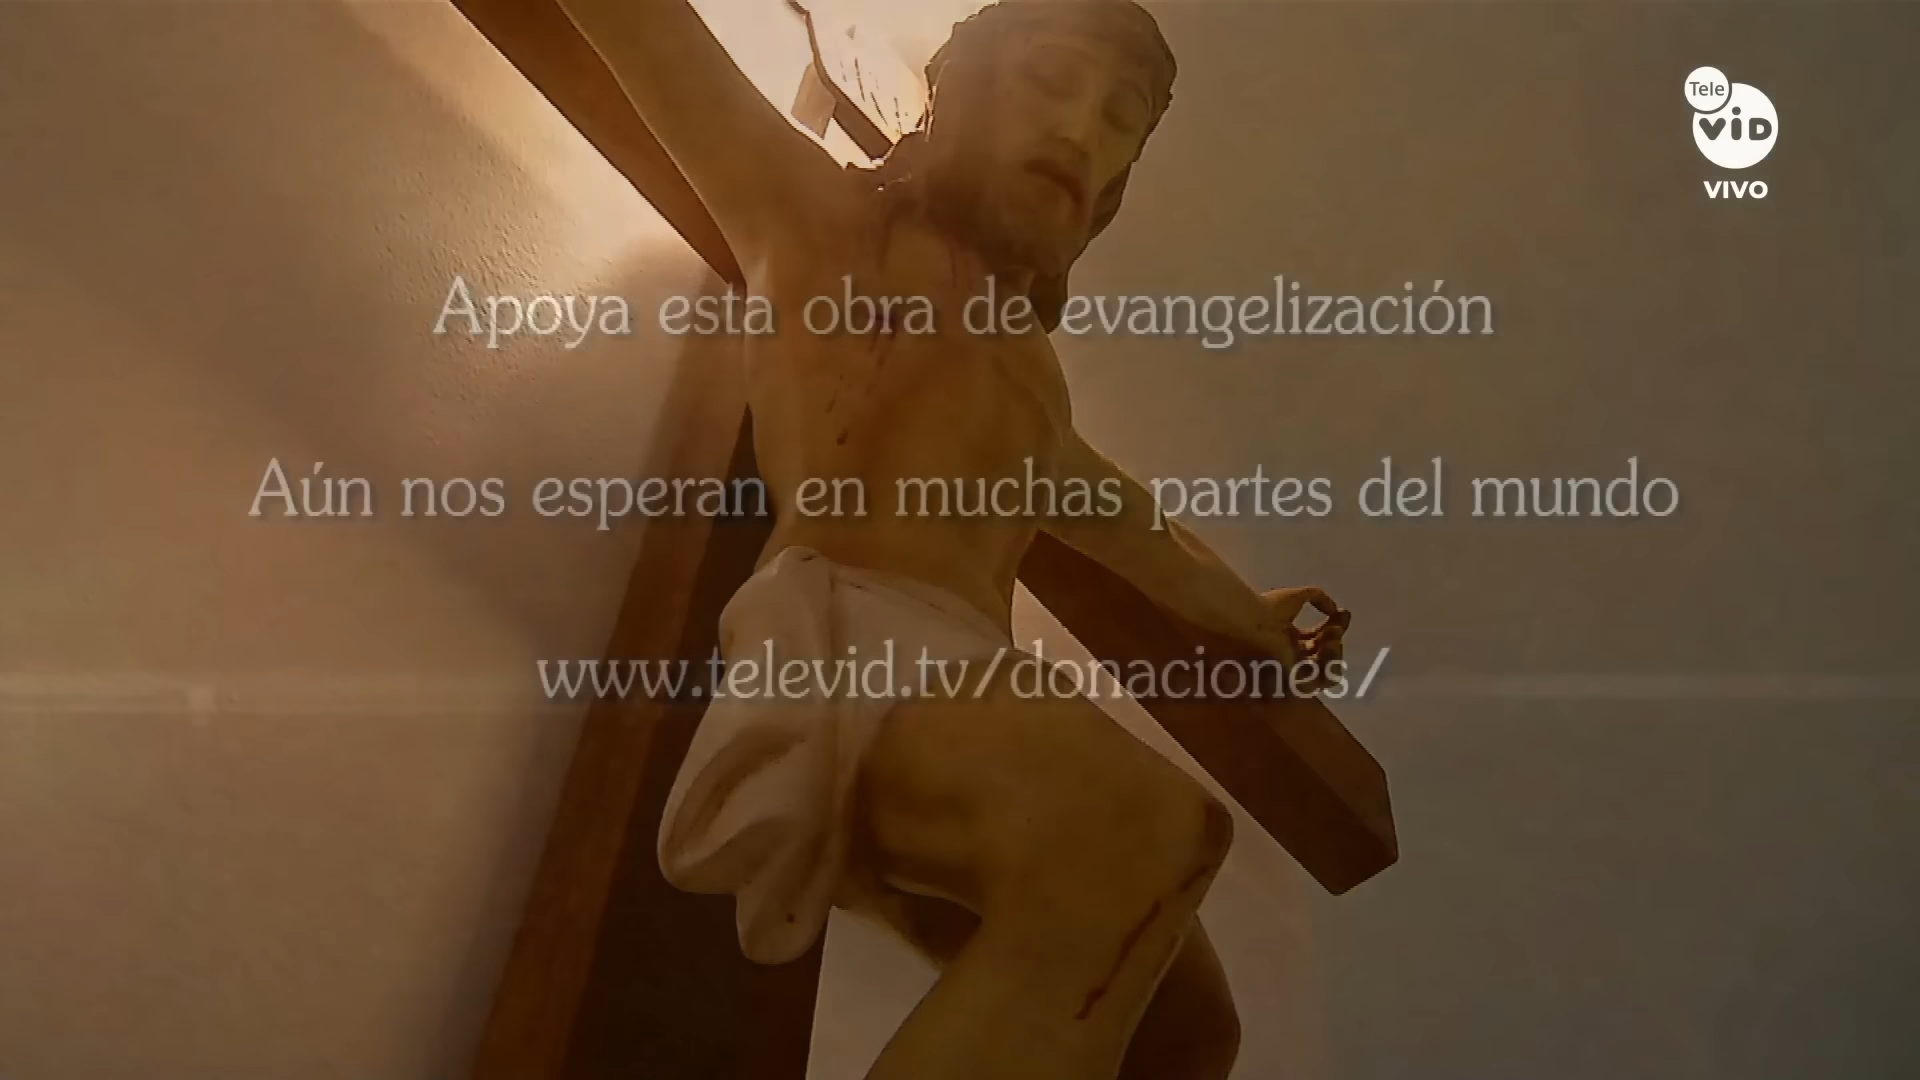 Tele
ViD
VIVO
Apoya esta obra de evangelización
Aún nos esperan en muchas partes del mundo
www.televid.tv/donaciones/